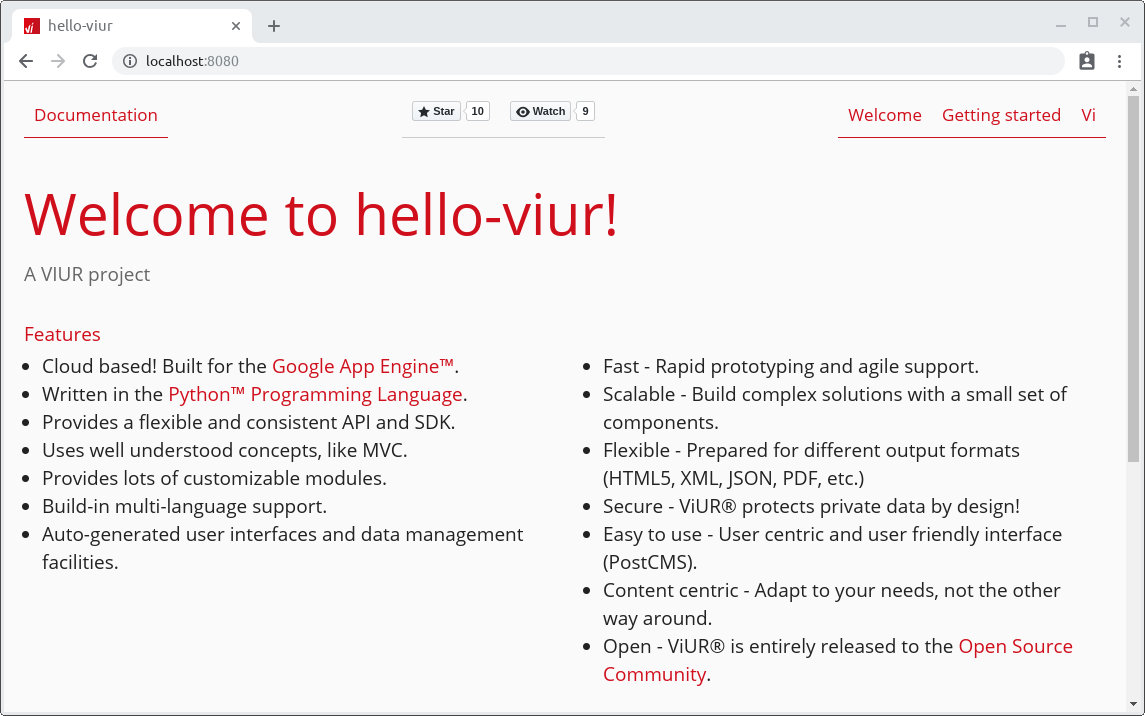 hello-viur
localhost:8080
Documentation
Star 10 Watch 9
Welcome Getting started Vi
Welcome to hello-viur!
A VIUR project
Features
Cloud based! Built for the Google App Engine™.
Written in the Python™ Programming Language.
Provides a flexible and consistent API and SDK.
Uses well understood concepts, like MVC.
Provides lots of customizable modules.
Build-in multi-language support.
Auto-generated user interfaces and data management
facilities.
Fast - Rapid prototyping and agile support.
Scalable - Build complex solutions with a small set of
components.
Flexible - Prepared for different output formats
(HTML5, XML, JSON, PDF, etc.)
Secure - ViUR® protects private data by design!
Easy to use - User centric and user friendly interface
(PostCMS).
Content centric - Adapt to your needs, not the other
way around.
Open - ViUR® is entirely released to the Open Source
Community.